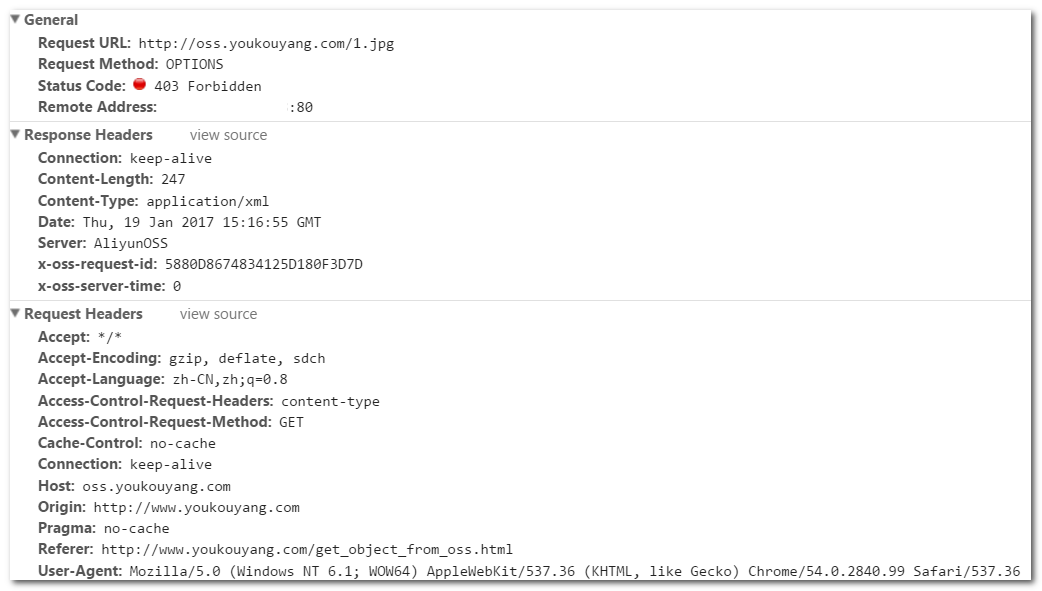 General
Request URL: http://oss.youkouyang.com/1.jpg
Request Method: OPTIONS
Status Code: 403 Forbidden
Remote Address: :80
Response Headers view source
Connection: keep-alive
Content-Length: 247
Content-Type: application/xml
Date: Thu, 19 Jan 2017 15:16:55 GMT
Server: AliyunOSS
x-oss-request-id: 5880D8674834125D180F3D7D
x-oss-server-time: 0
Request Headers view source
Accept: */*
Accept-Encoding: gzip, deflate, sdch
Accept-Language: zh-CN,zh;q=0.8
Access-Control-Request-Headers: content-type
Access-Control-Request-Method: GET
Cache-Control: no-cache
Connection: keep-alive
Host: oss.youkouyang.com
Origin: http://www.youkouyang.com
Pragma: no-cache
Referer: http://www.youkouyang.com/get_object_from_oss.html
User-Agent: Mozilla/5.0 (Windows NT 6.1; WOW64) AppleWebKit/537.36 (KHTML, like Gecko) Chrome/54.0.2840.99 Safari/537.36